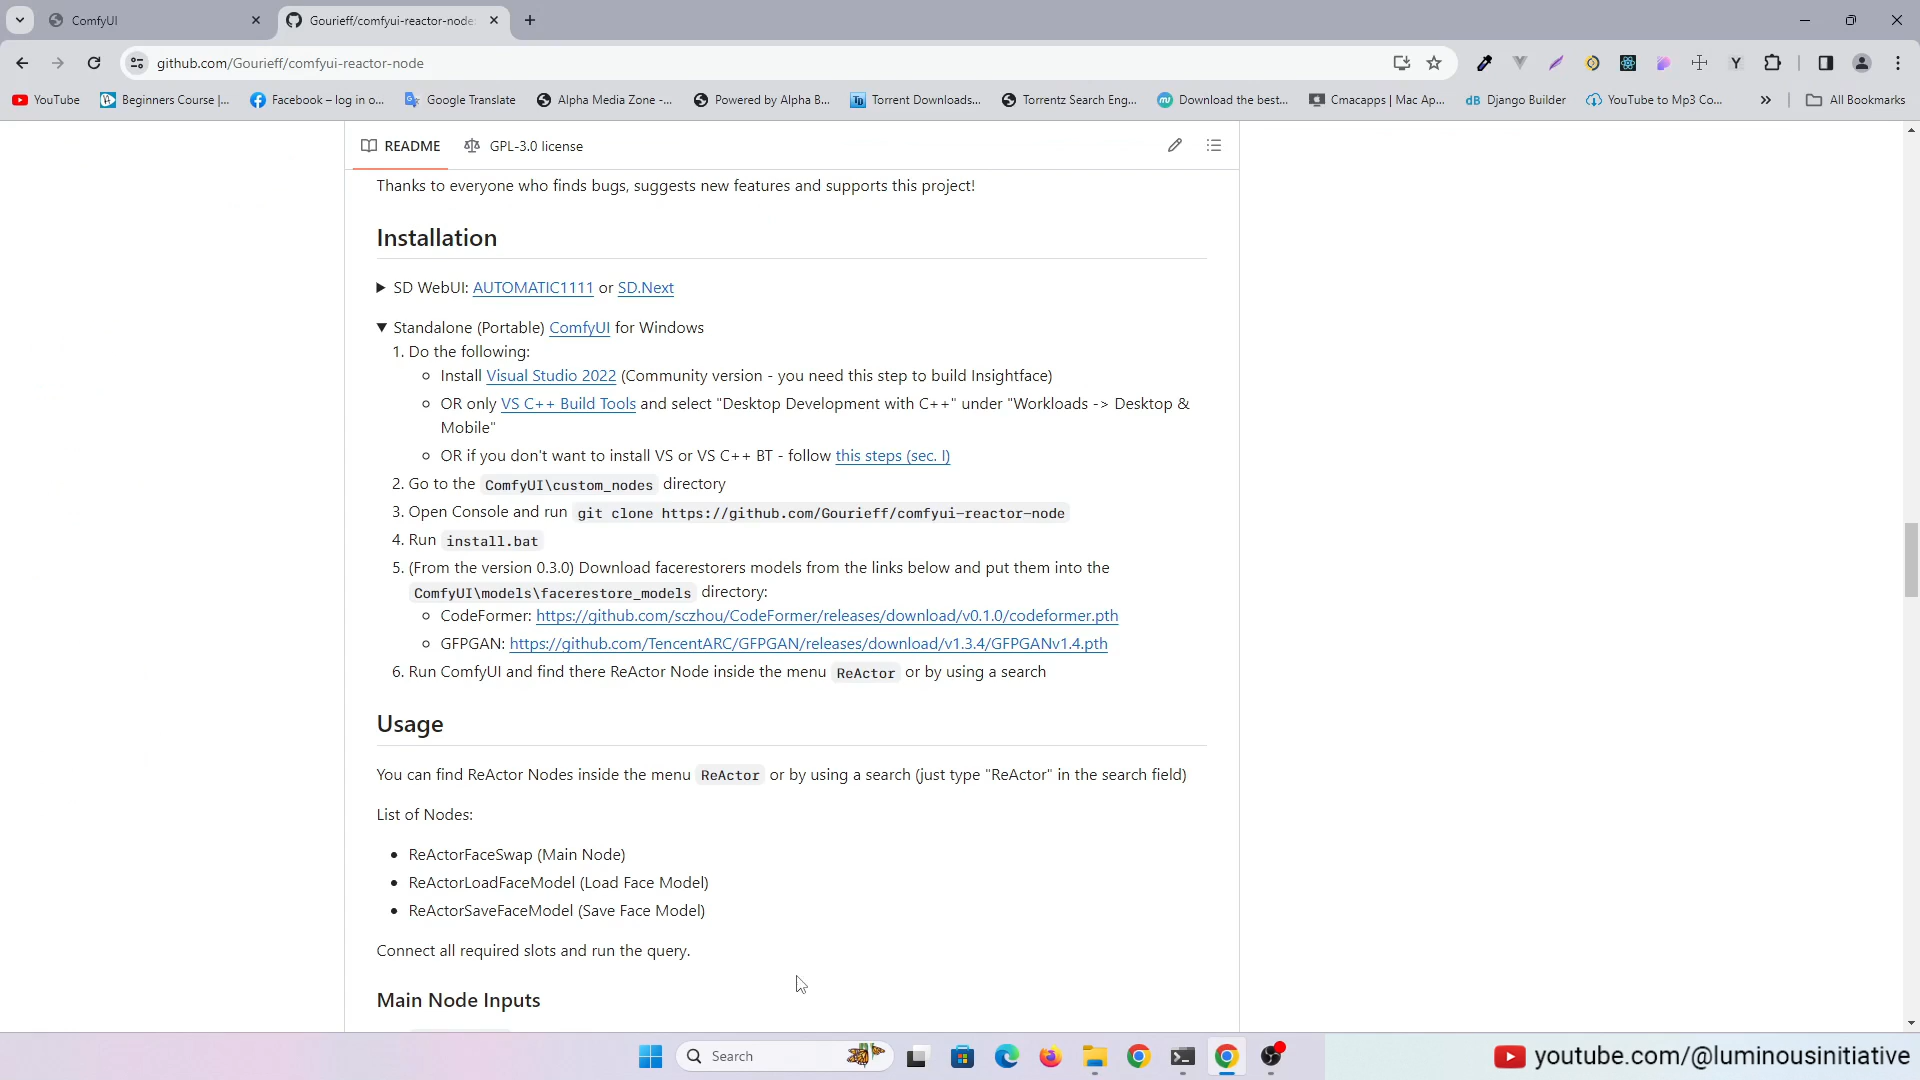 ComfyUI
Gourieff/comfyui-reactor-node:
github.com/Gourieff/comfyui-reactor-node
YouTube
Beginners Course |...
Facebook – log in o...
Google Translate
Alpha Media Zone -...
Powered by Alpha B...
Torrent Downloads...
Torrentz Search Eng...
Download the best...
Cmacapps | Mac Ap...
Django Builder
YouTube to Mp3 Co...
»
All Bookmarks
README
GPL-3.0 license
Thanks to everyone who finds bugs, suggests new features and supports this project!
Installation
SD WebUI: AUTOMATIC1111 or SD.Next
Standalone (Portable) ComfyUI for Windows
1. Do the following:
Install Visual Studio 2022 (Community version - you need this step to build Insightface)
OR only VS C++ Build Tools and select "Desktop Development with C++" under "Workloads -> Desktop &
Mobile"
OR if you don't want to install VS or VS C++ BT - follow this steps (sec. I)
2. Go to the ComfyUI\custom_nodes directory
3. Open Console and run git clone https://github.com/Gourieff/comfyui-reactor-node
4. Run install.bat
5. (From the version 0.3.0) Download facerestorers models from the links below and put them into the
ComfyUI\models\facerestore_models directory:
CodeFormer: https://github.com/sczhou/CodeFormer/releases/download/v0.1.0/codeformer.pth
GFPGAN: https://github.com/TencentARC/GFPGAN/releases/download/v1.3.4/GFPGANv1.4.pth
6. Run ComfyUI and find there ReActor Node inside the menu ReActor or by using a search
Usage
You can find ReActor Nodes inside the menu ReActor or by using a search (just type "ReActor" in the search field)
List of Nodes:
• ReActorFaceSwap (Main Node)
• ReActorLoadFaceModel (Load Face Model)
• ReActorSaveFaceModel (Save Face Model)
Connect all required slots and run the query.
Main Node Inputs
Search
youtube.com/@luminousinitiative